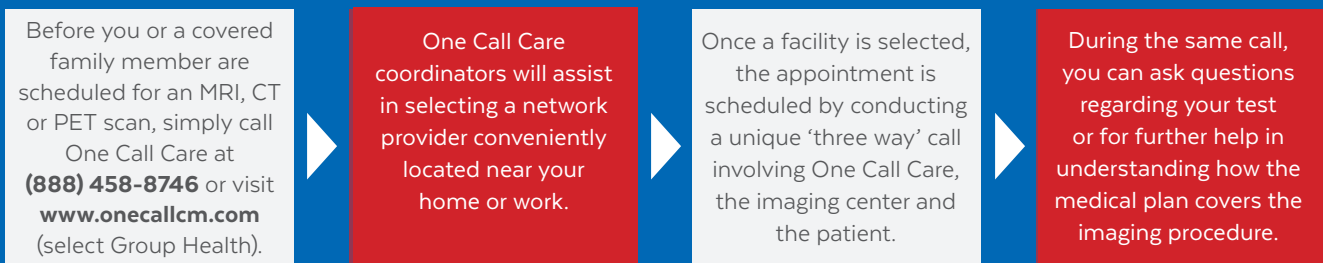 Before you or a covered
family member are
scheduled for an MRI, CT
or PET scan, simply call
One Call Care at
(888) 458-8746 or visit
www.onecallcm.com
(select Group Health).
One Call Care
coordinators will assist
in selecting a network
provider conveniently
located near your
home or work.
Once a facility is selected,
the appointment is
scheduled by conducting
a unique ‘three way’ call
involving One Call Care,
the imaging center and
the patient.
During the same call,
you can ask questions
regarding your test
or for further help in
understanding how the
medical plan covers the
imaging procedure.